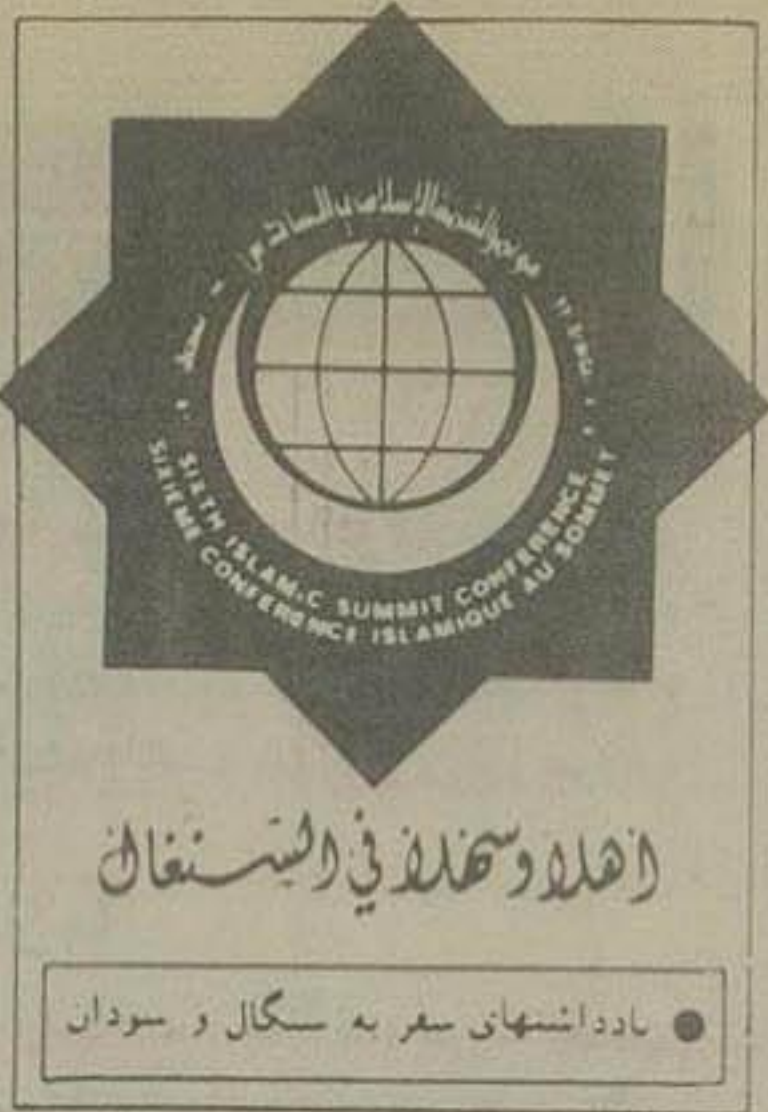 مؤتمر القمة الإسلامي السادس
SIXTH ISLAMIC SUMMIT CONFERENCE
SIXIEME CONFERENCE ISLAMIQUE AU SOMMET
اهلا وسهلا في السنغال
● یادداشتهای سفر به سنگال و سودان